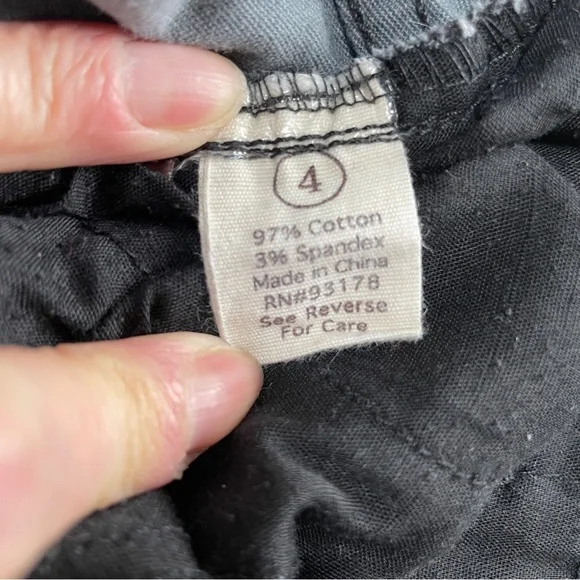 4
97% Cotton
3% Spandex
Made in China
RN#93178
See Reverse
For Care